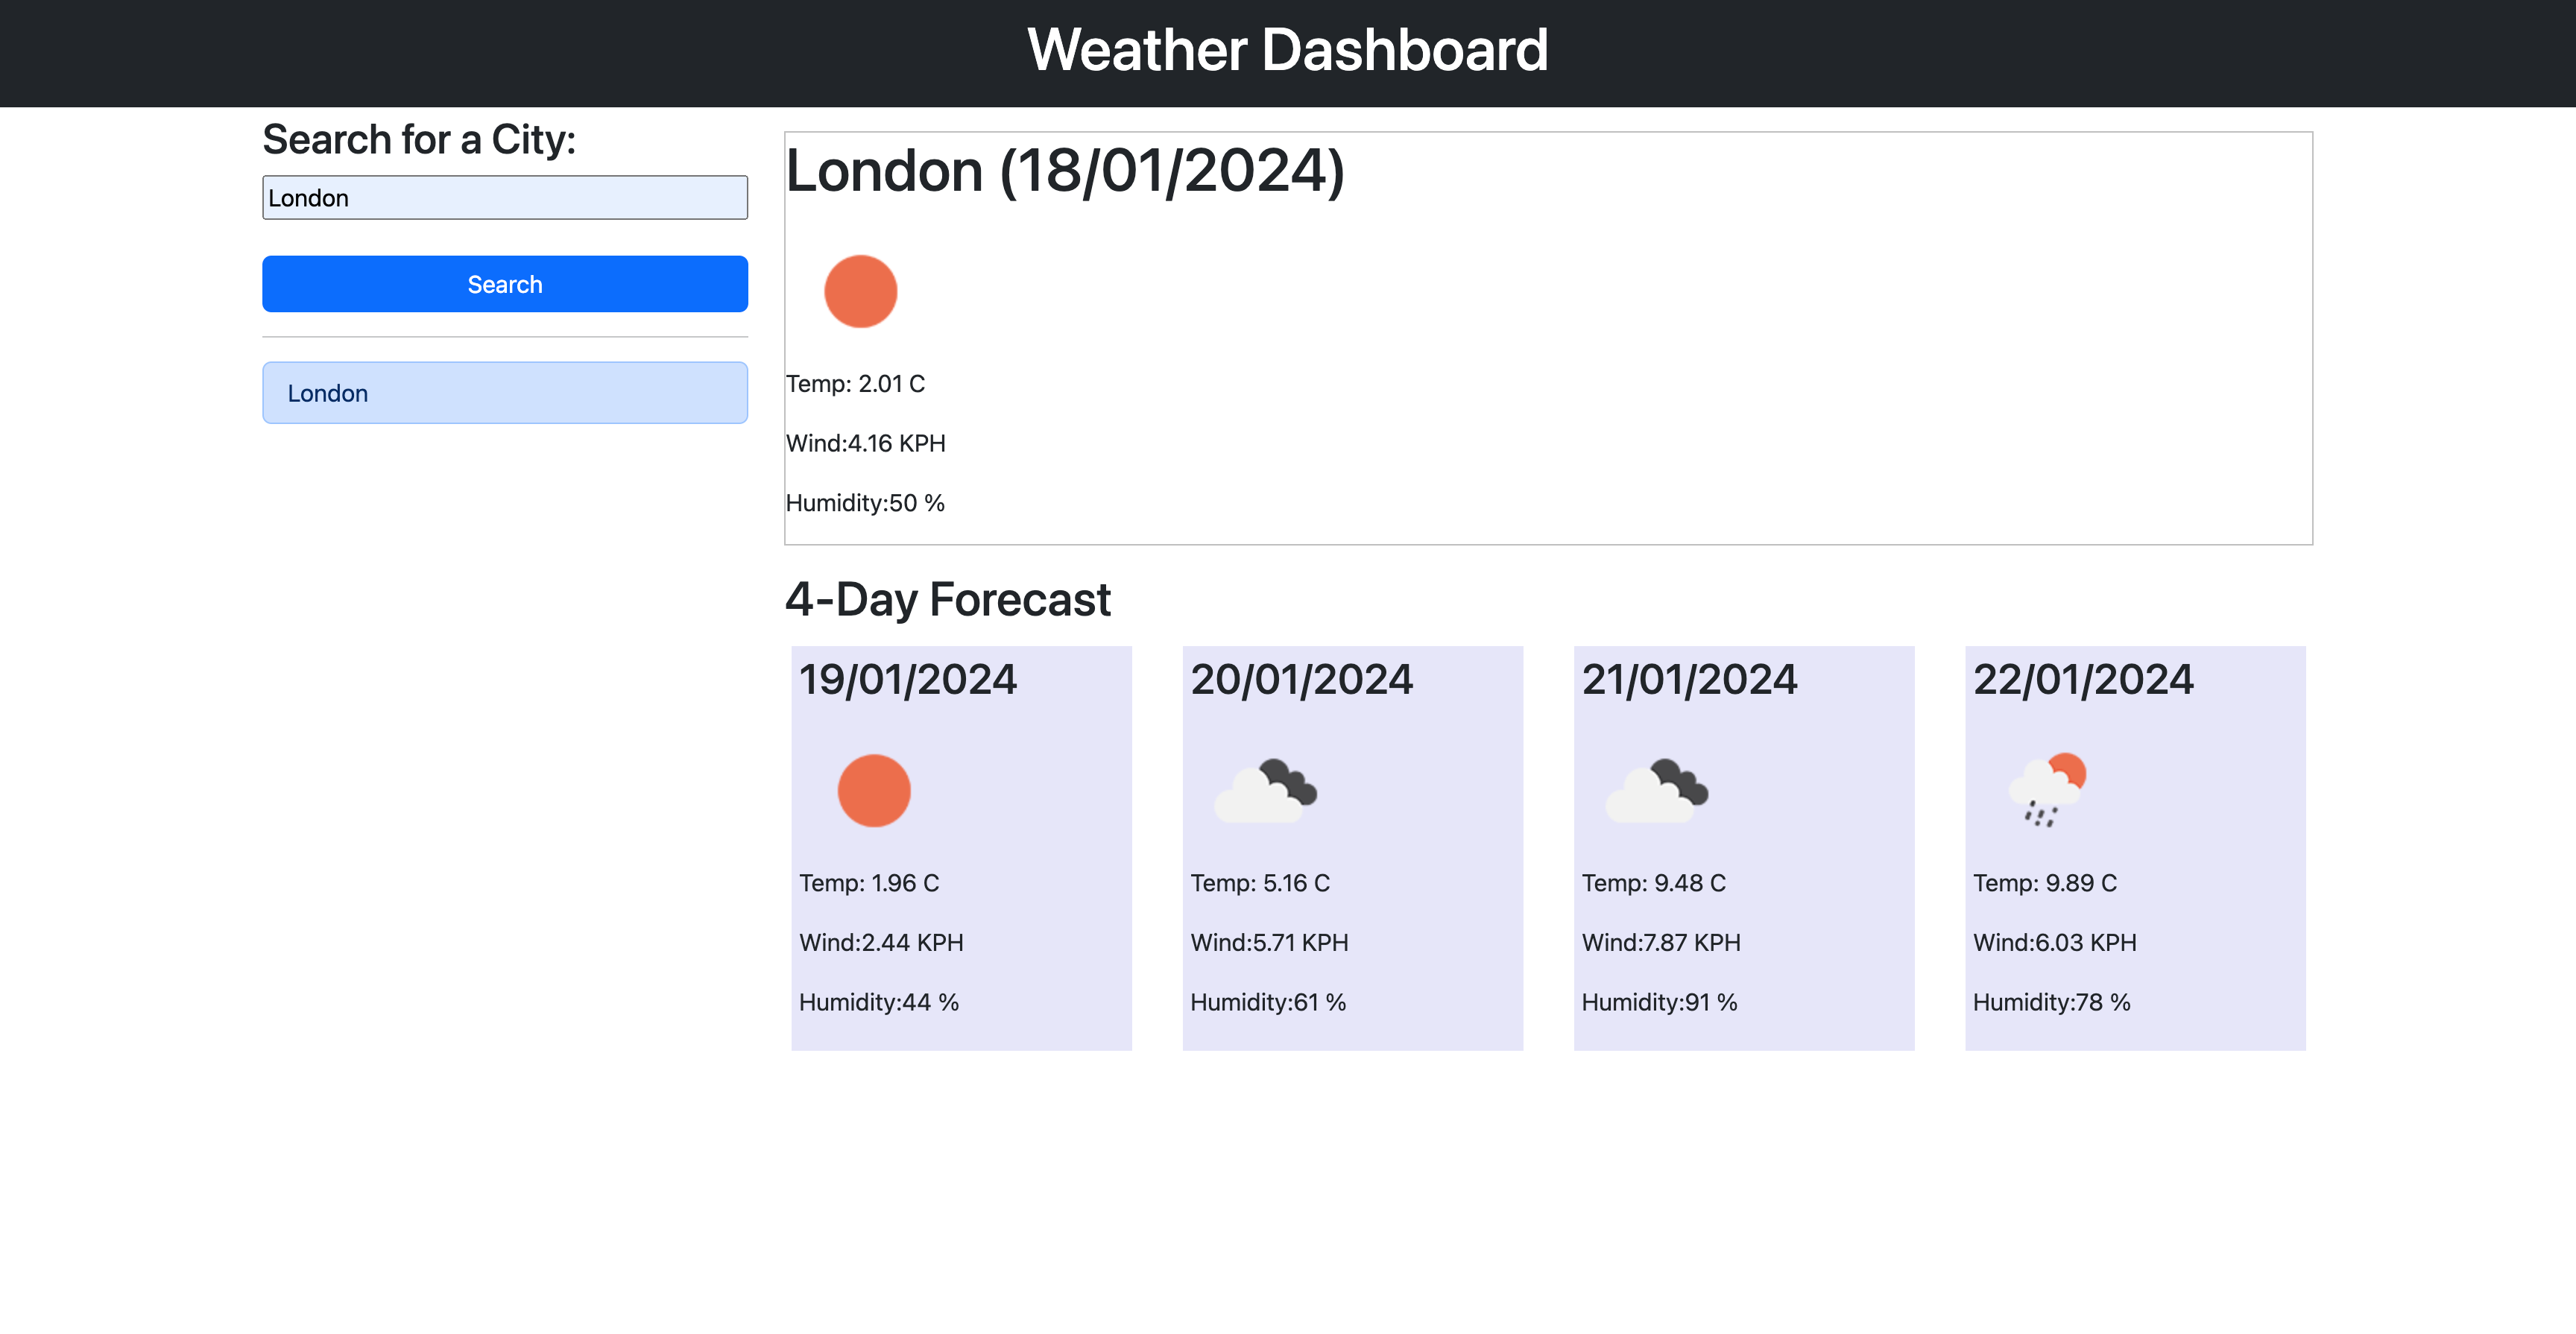 Weather Dashboard
Search for a City:
London
Search
London
London (18/01/2024)
Temp: 2.01 C
Wind:4.16 KPH
Humidity:50 %
4-Day Forecast
19/01/2024
Temp: 1.96 C
Wind:2.44 KPH
Humidity:44 %
20/01/2024
Temp: 5.16 C
Wind:5.71 KPH
Humidity:61 %
21/01/2024
Temp: 9.48 C
Wind:7.87 KPH
Humidity:91 %
22/01/2024
Temp: 9.89 C
Wind:6.03 KPH
Humidity:78 %